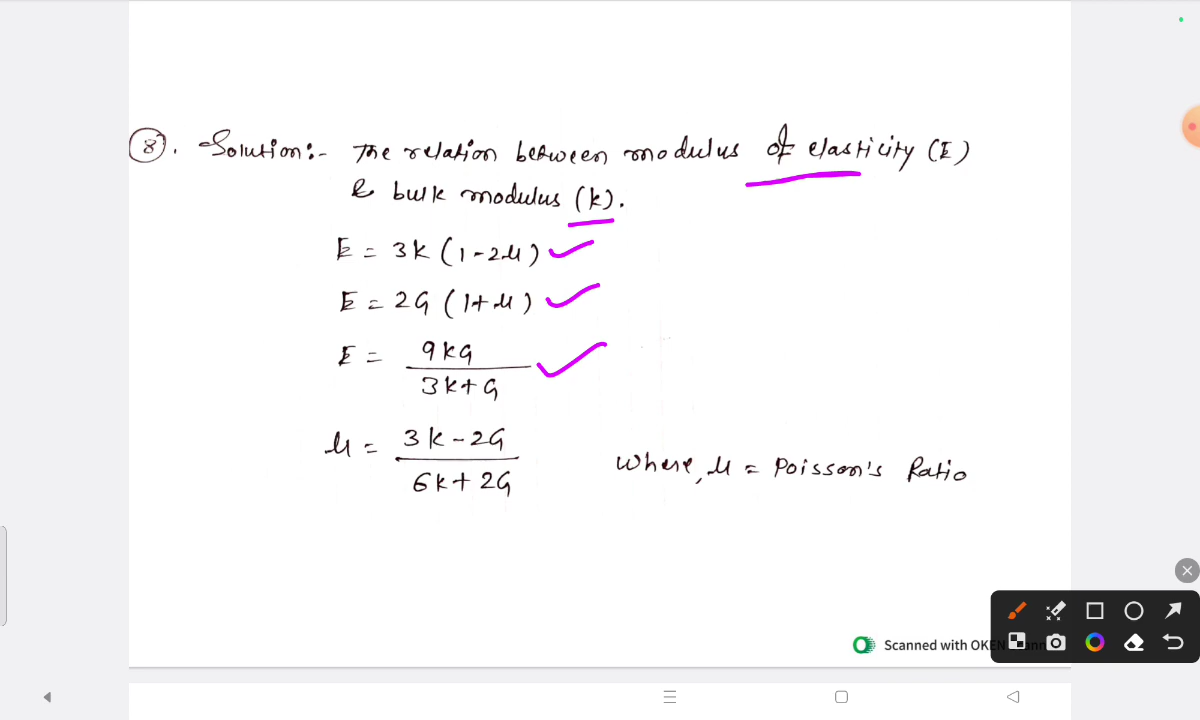 8. Solution:- The relation between modulus of elasticity (E)
& bulk modulus (k).
E = 3k (1-2μ)
E = 2G (1+μ)
E = 9kG / 3k+G
μ = 3k-2G / 6k+2G
Where, μ = Poisson's Ratio
Scanned with OKEN